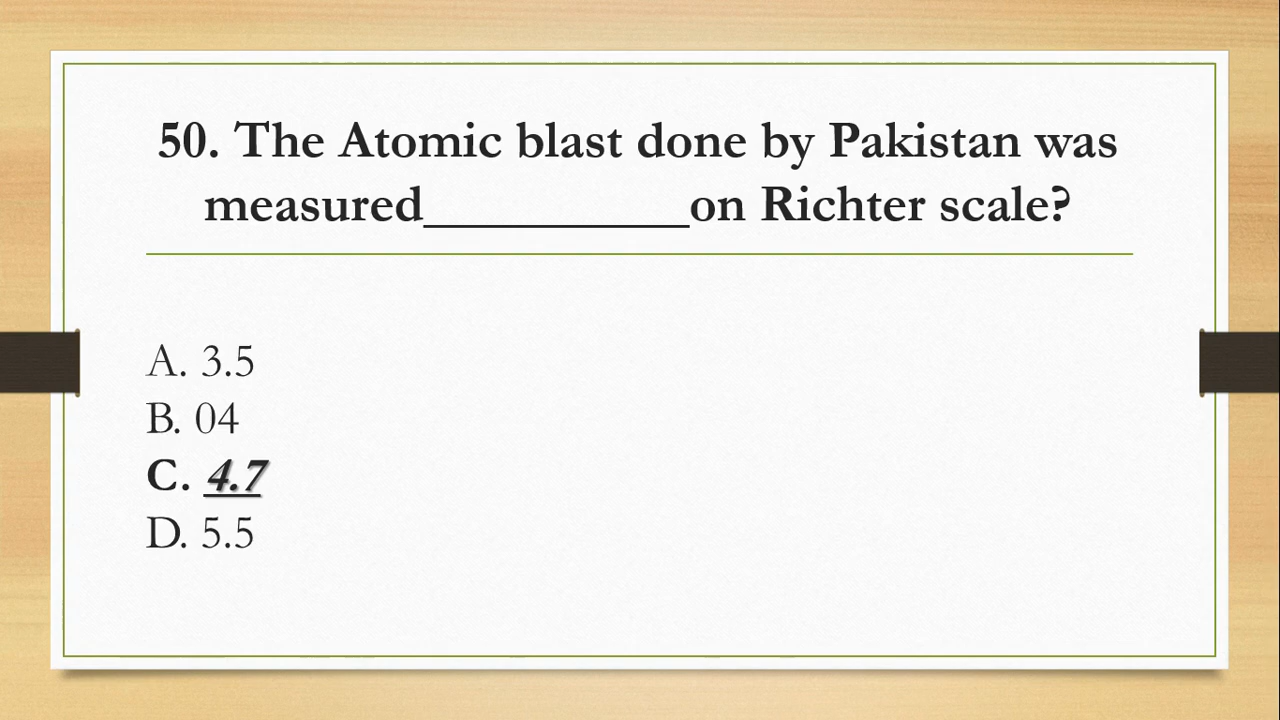 50. The Atomic blast done by Pakistan was
measured__________on Richter scale?
A. 3.5
B. 04
C. 4.7
D. 5.5